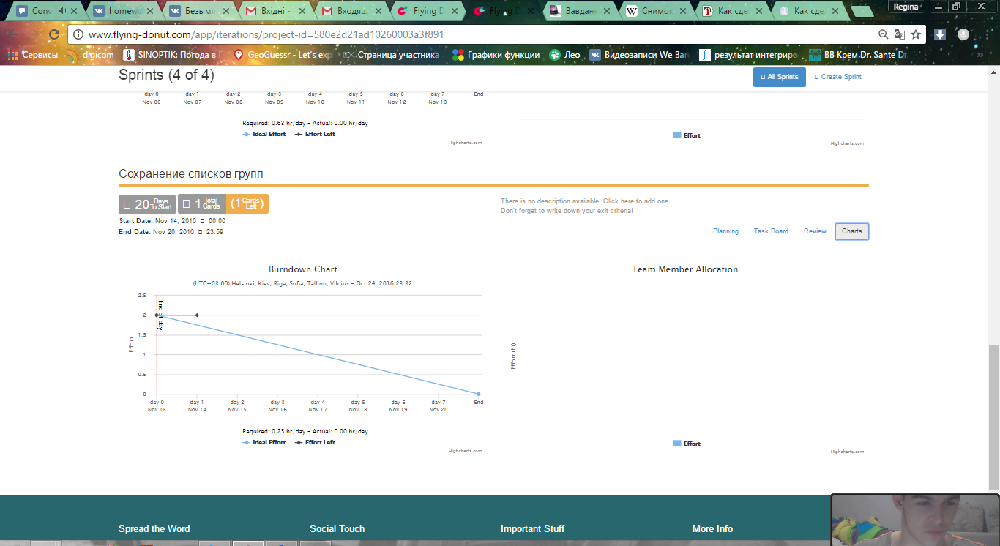 Conv
homewo
Безымя
Вхідні -
Входящ
Flying D
Flying D
Завданн
Снимок
Как сде
Как сде
Regina
www.flying-donut.com/app/iterations/project-id=580e2d21ad10260003a3f891
Сервисы
digicom
SINOPTIK: Погода в Г
GeoGuessr - Let's exp
Страница участника
Графики функции
Лео
Видеозаписи We Bar
результат интегриро
BB Крем Dr. Sante Dr
Sprints (4 of 4)
All Sprints
Create Sprint
day 0 day 1 day 2 day 3 day 4 day 5 day 6 day 7 End
Nov 06 Nov 07 Nov 08 Nov 09 Nov 10 Nov 11 Nov 12 Nov 13
Required: 0.63 hr/day - Actual: 0.00 hr/day
Ideal Effort Effort Left
Highcharts.com
Effort
Highcharts.com
Сохранение списков групп
20 Days To Start
1 Total Cards
(1 Cards Left)
Start Date: Nov 14, 2016 00:00
End Date: Nov 20, 2016 23:59
There is no description available. Click here to add one...
Don't forget to write down your exit criteria!
Planning Task Board Review Charts
Burndown Chart
(UTC+03:00) Helsinki, Kiev, Riga, Sofia, Tallinn, Vilnius - Oct 24, 2016 23:32
Effort
2.5
2
1.5
1
0.5
0
End of day
day 0 day 1 day 2 day 3 day 4 day 5 day 6 day 7 End
Nov 13 Nov 14 Nov 15 Nov 16 Nov 17 Nov 18 Nov 19 Nov 20
Required: 0.25 hr/day - Actual: 0.00 hr/day
Ideal Effort Effort Left
Highcharts.com
Team Member Allocation
Effort (hr)
Effort
Highcharts.com
Spread the Word
Social Touch
Important Stuff
More Info